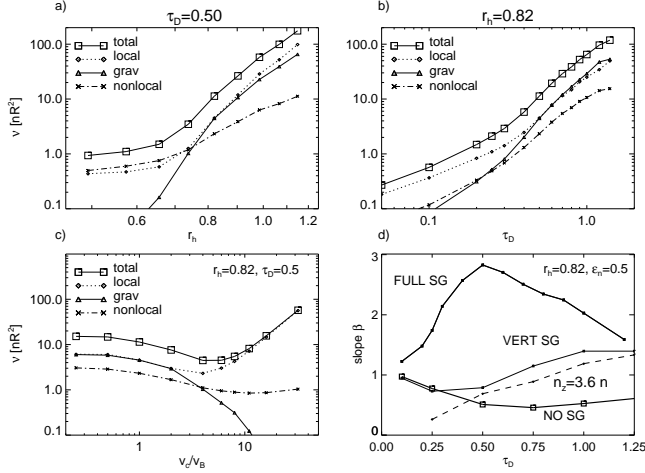 a)
τD=0.50
total
local
grav
nonlocal
ν [nR²]
100.0
10.0
1.0
0.1
0.6
0.8
1.0
1.2
rh
b)
rh=0.82
total
local
grav
nonlocal
ν [nR²]
100.0
10.0
1.0
0.1
0.1
1.0
τD
c)
total
local
grav
nonlocal
rh=0.82, τD=0.5
ν [nR²]
100.0
10.0
1.0
0.1
1
10
vc/vB
d)
rh=0.82, εn=0.5
FULL SG
VERT SG
nz=3.6 n
NO SG
slope β
3
2
1
0
0.00
0.25
0.50
0.75
1.00
1.25
τD